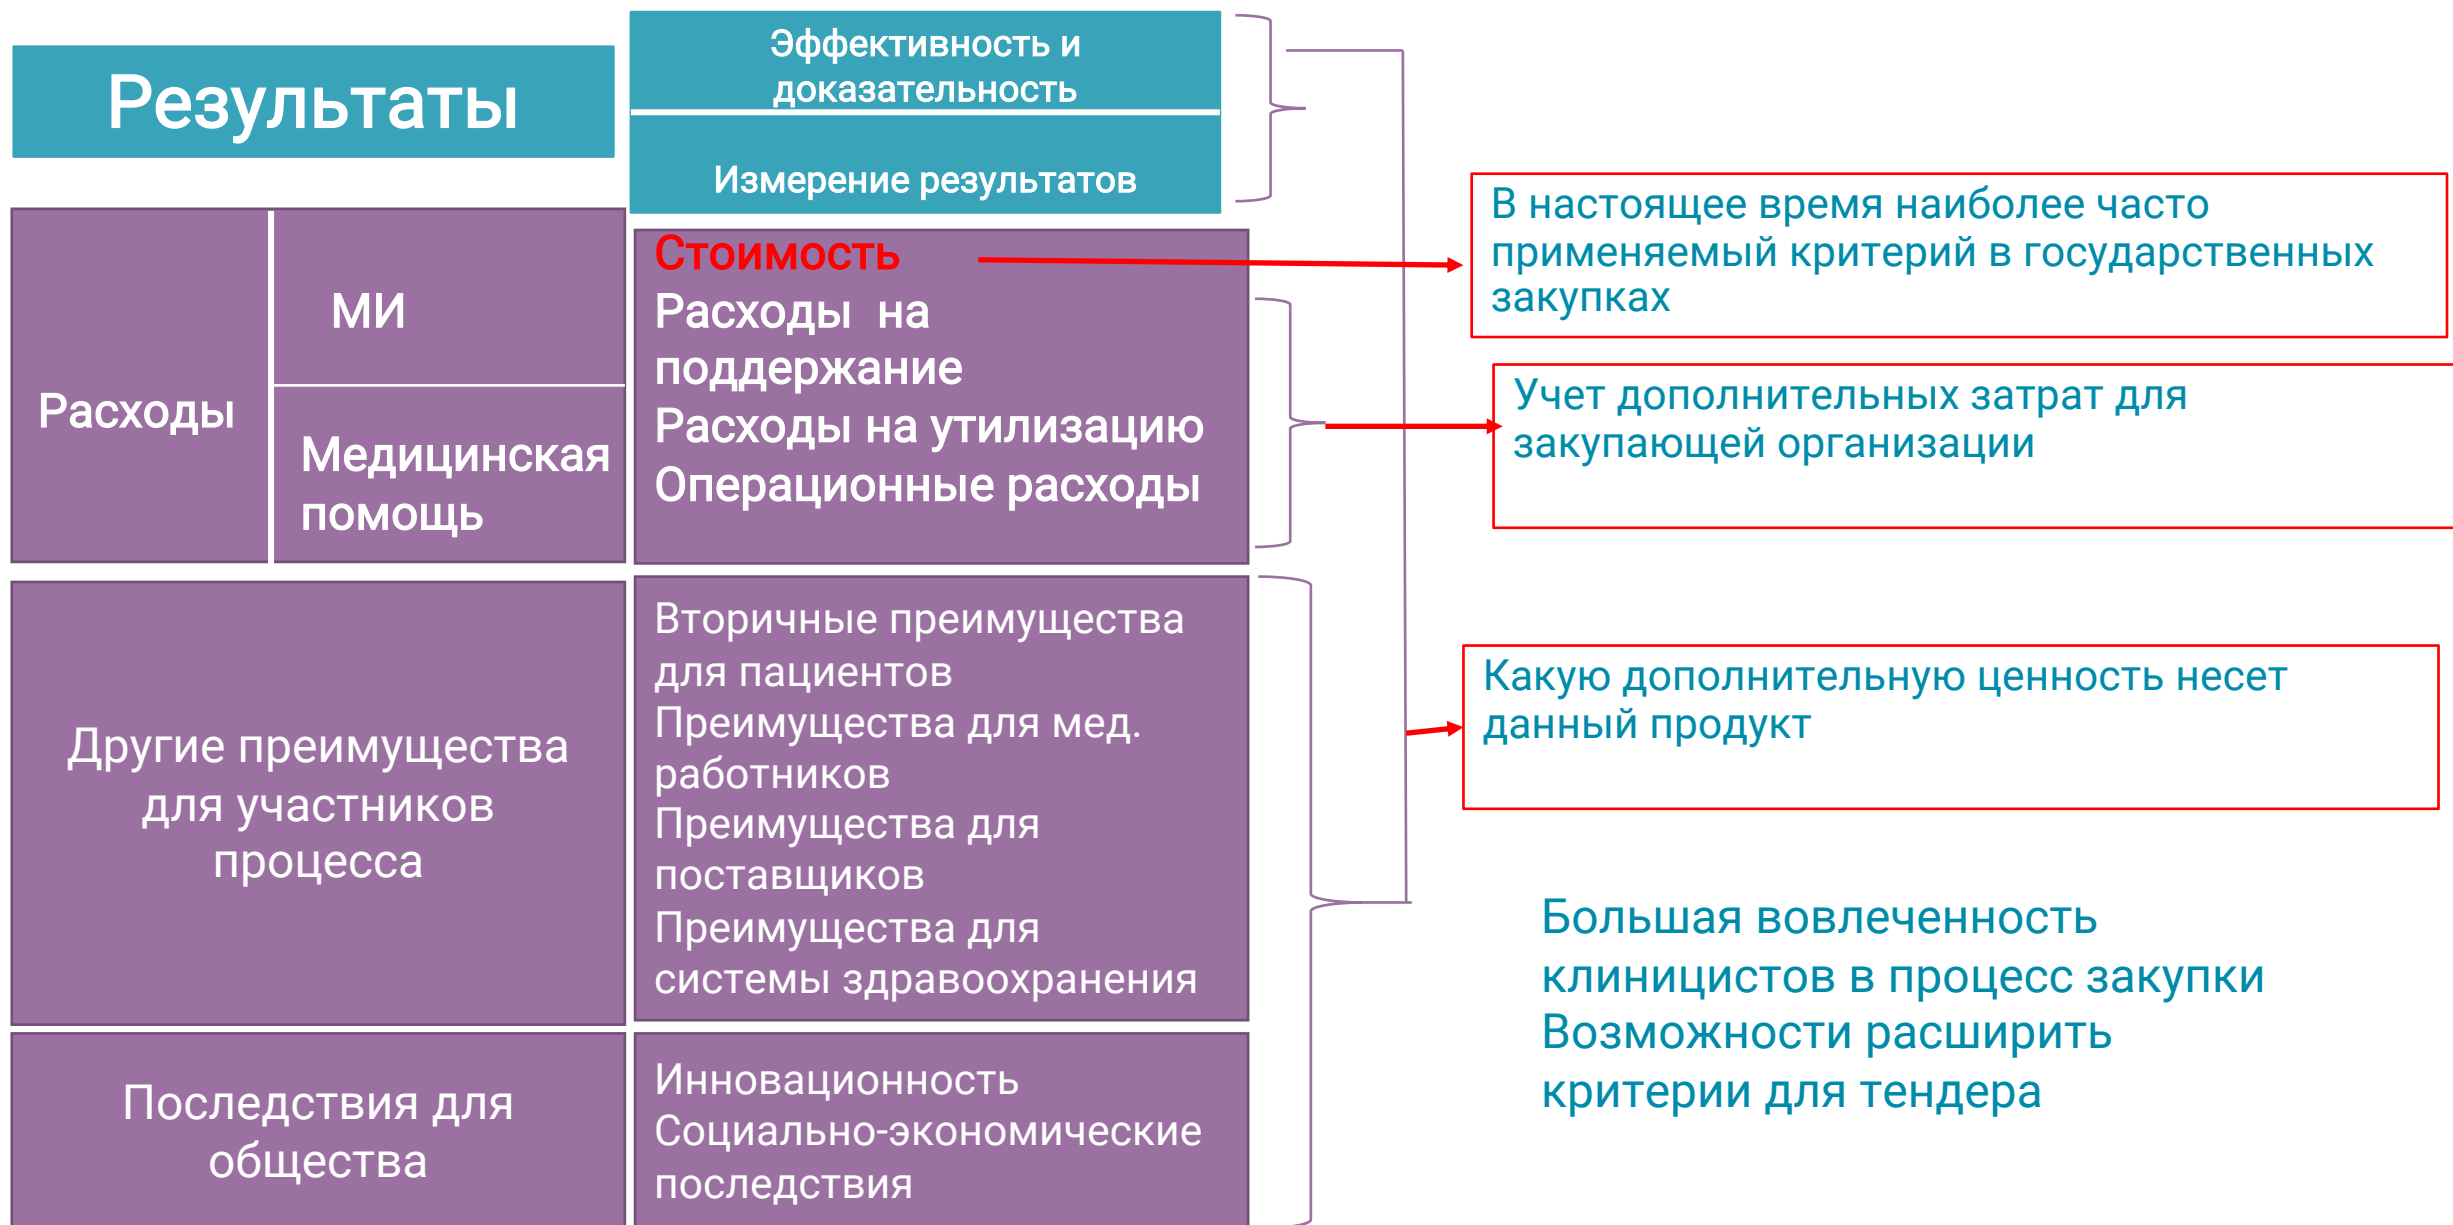 Результаты
Эффективность и
доказательность
Измерение результатов
Расходы
МИ
Медицинская
помощь
Стоимость
Расходы на
поддержание
Расходы на утилизацию
Операционные расходы
В настоящее время наиболее часто
применяемый критерий в государственных
закупках
Учет дополнительных затрат для
закупающей организации
Другие преимущества
для участников
процесса
Вторичные преимущества
для пациентов
Преимущества для мед.
работников
Преимущества для
поставщиков
Преимущества для
системы здравоохранения
Какую дополнительную ценность несет
данный продукт
Последствия для
общества
Инновационность
Социально-экономические
последствия
Большая вовлеченность
клиницистов в процесс закупки
Возможности расширить
критерии для тендера